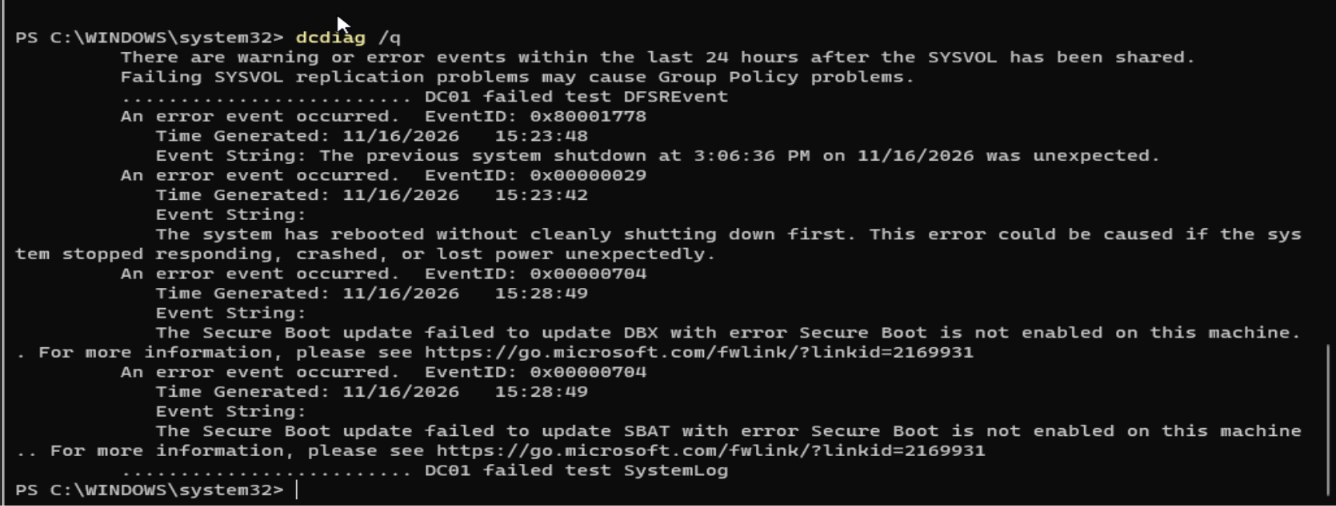 PS C:\WINDOWS\system32> dcdiag /q
There are warning or error events within the last 24 hours after the SYSVOL has been shared.
Failing SYSVOL replication problems may cause Group Policy problems.
......................... DC01 failed test DFSREvent
An error event occurred.  EventID: 0x80001778
Time Generated: 11/16/2026   15:23:48
Event String: The previous system shutdown at 3:06:36 PM on 11/16/2026 was unexpected.
An error event occurred.  EventID: 0x00000029
Time Generated: 11/16/2026   15:23:42
Event String:
The system has rebooted without cleanly shutting down first. This error could be caused if the sys
tem stopped responding, crashed, or lost power unexpectedly.
An error event occurred.  EventID: 0x00000704
Time Generated: 11/16/2026   15:28:49
Event String:
The Secure Boot update failed to update DBX with error Secure Boot is not enabled on this machine.
. For more information, please see https://go.microsoft.com/fwlink/?linkid=2169931
An error event occurred.  EventID: 0x00000704
Time Generated: 11/16/2026   15:28:49
Event String:
The Secure Boot update failed to update SBAT with error Secure Boot is not enabled on this machine
.. For more information, please see https://go.microsoft.com/fwlink/?linkid=2169931
......................... DC01 failed test SystemLog
PS C:\WINDOWS\system32>